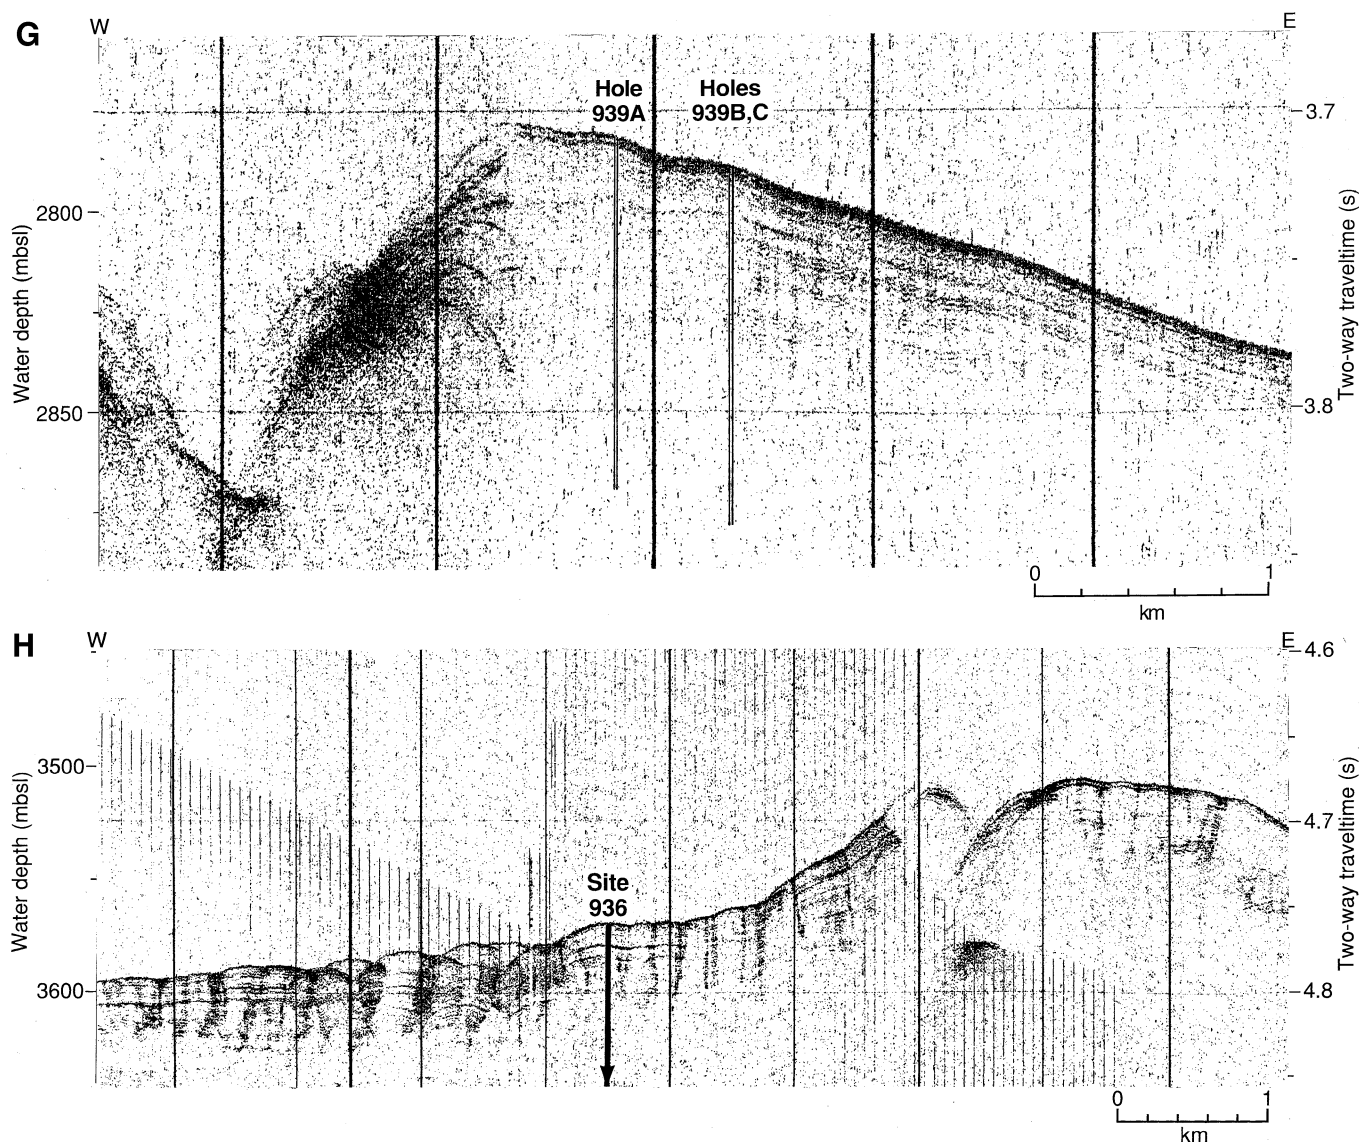 G
W
E
Hole
939A
Holes
939B,C
3.7
2800
2850
3.8
Water depth (mbsl)
Two-way traveltime (s)
0
1
km
H
W
E
4.6
3500
4.7
Site
936
3600
4.8
Water depth (mbsl)
Two-way traveltime (s)
0
1
km